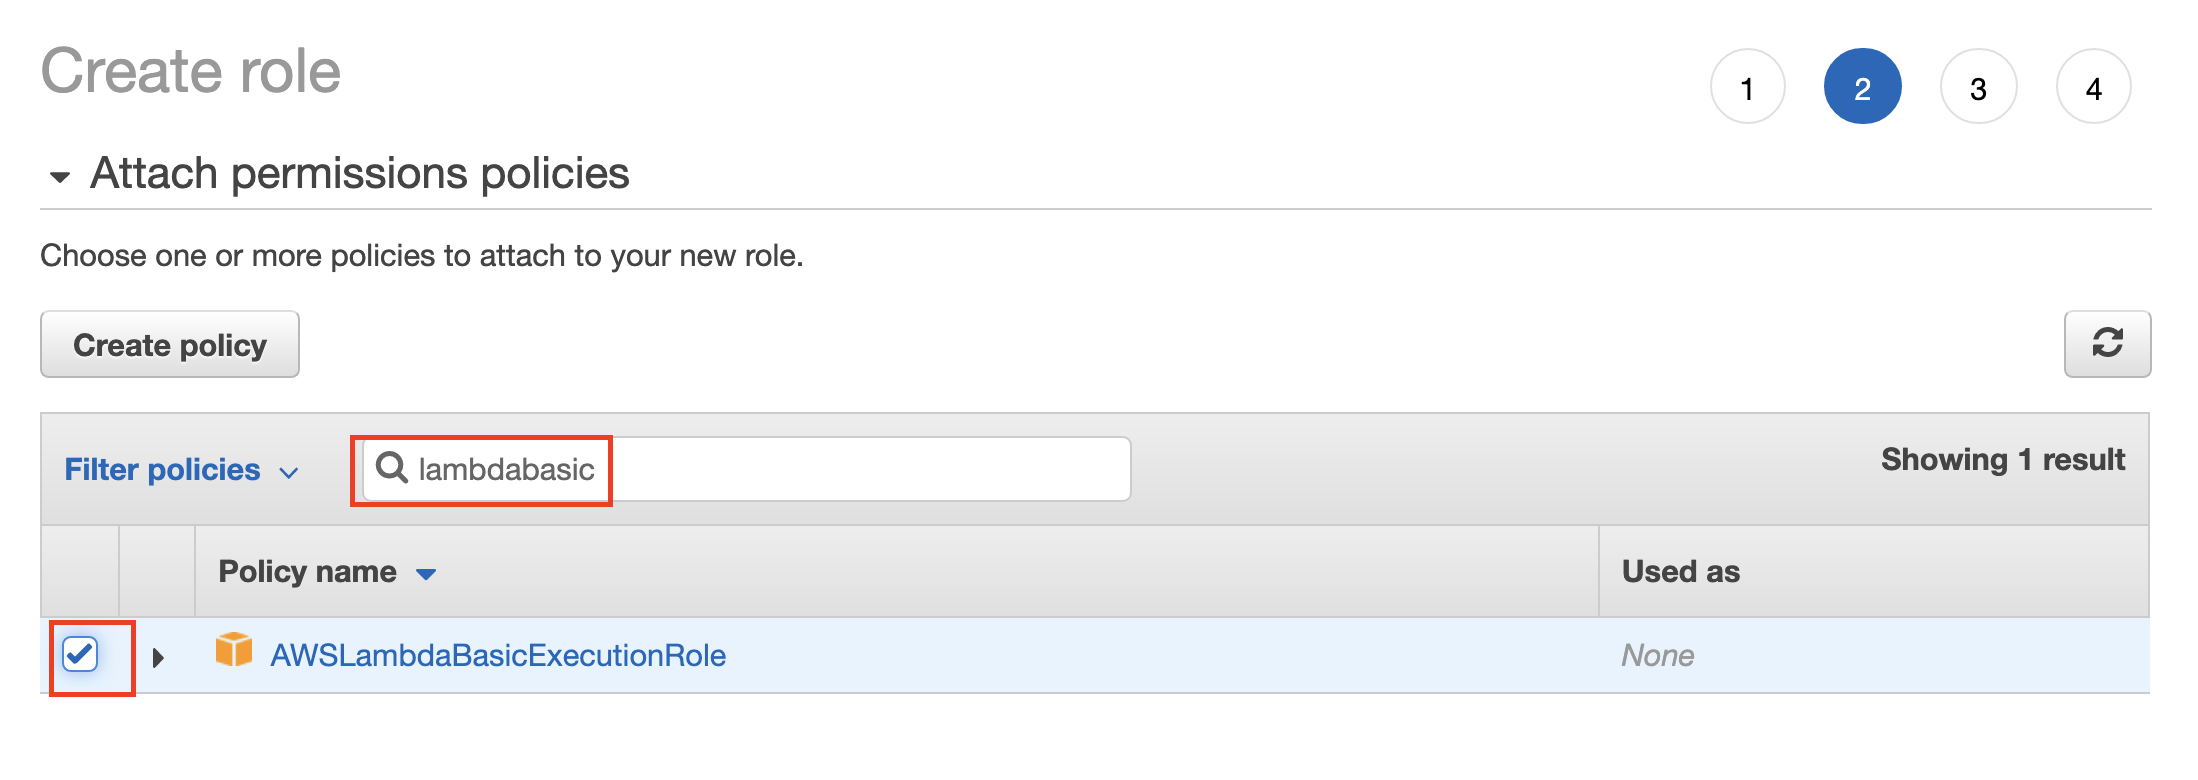 Create role
1 2 3 4
Attach permissions policies
Choose one or more policies to attach to your new role.
Create policy
Filter policies lambdabasic Showing 1 result
Policy name Used as
AWSLambdaBasicExecutionRole None